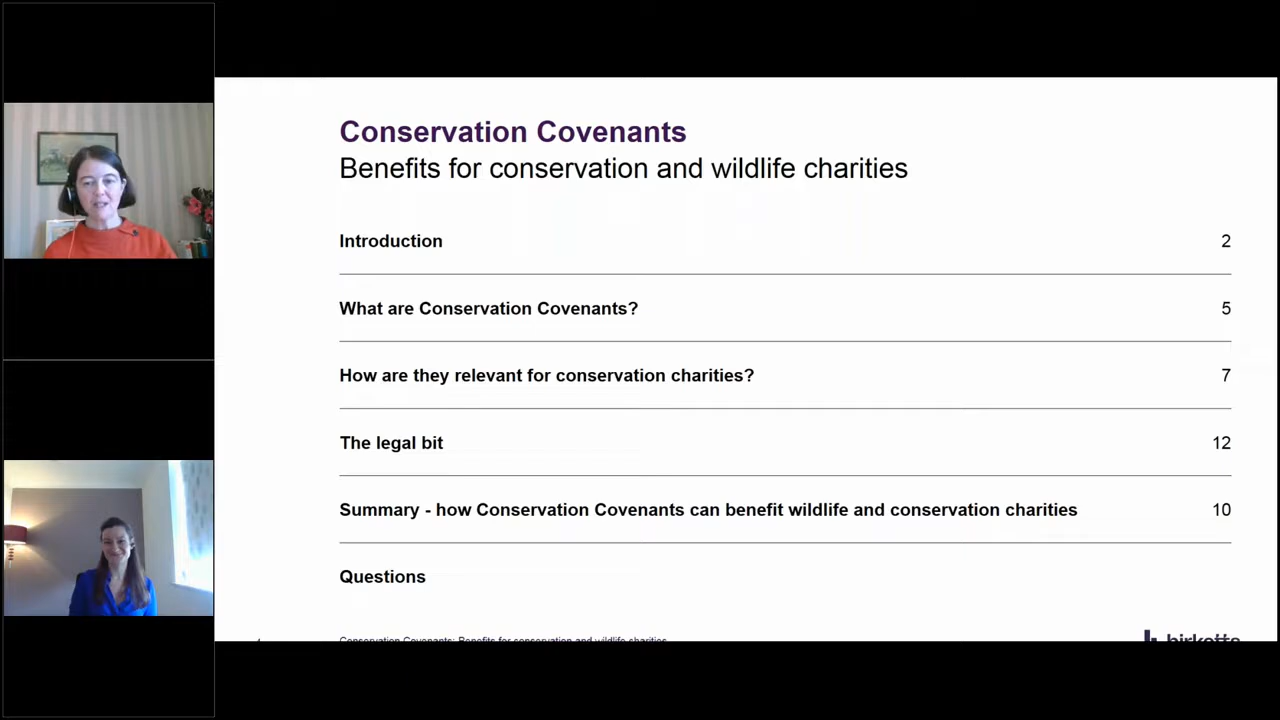 Conservation Covenants
Benefits for conservation and wildlife charities
Introduction 2
What are Conservation Covenants? 5
How are they relevant for conservation charities? 7
The legal bit 12
Summary - how Conservation Covenants can benefit wildlife and conservation charities 10
Questions
4 Conservation Covenants: Benefits for conservation and wildlife charities birketts